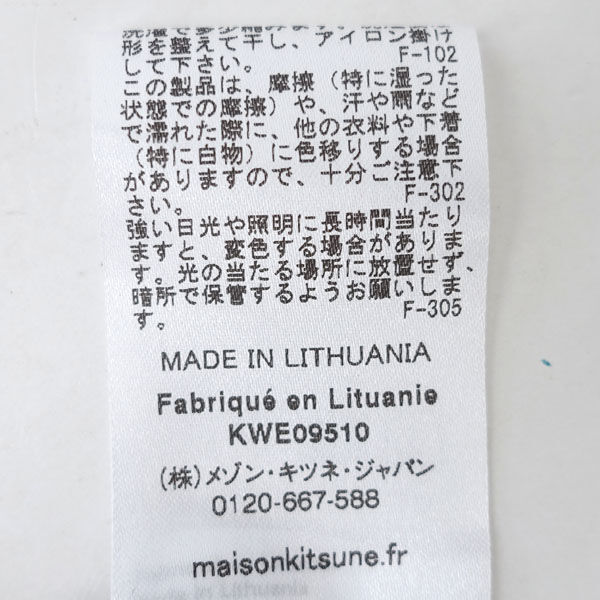 形を整えて干し、アイロン掛け
して下さい。 F-102
この製品は、摩擦（特に湿った
状態での摩擦）や、汗や雨など
で濡れた際に、他の衣料や下着
（特に白物）に色移りする場合
がありますので、十分ご注意下
さい。 F-302
強い日光や照明に長時間当たり
ますと、変色する場合がありま
す。光の当たる場所に放置せず、
暗所で保管するようお願いしま
す。 F-305
MADE IN LITHUANIA
Fabriqué en Lituanie
KWE09510
（株）メゾン・キツネ・ジャパン
0120-667-588
maisonkitsune.fr